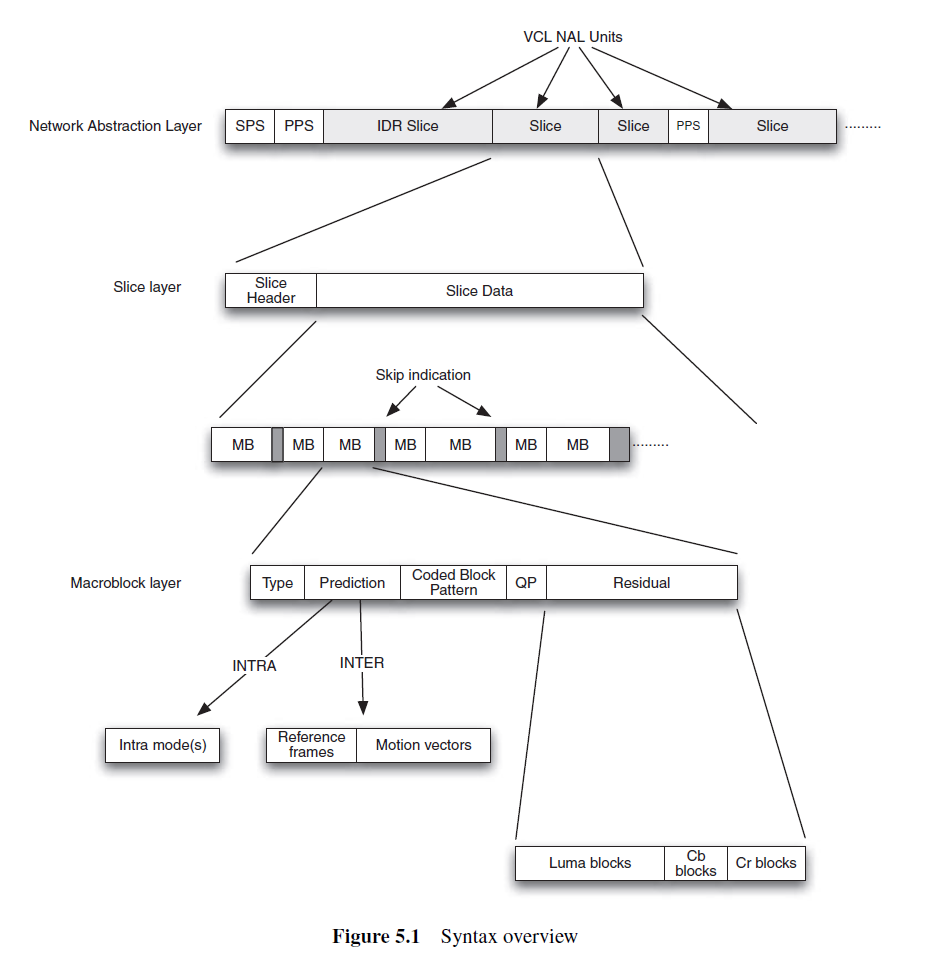 VCL NAL Units
Network Abstraction Layer
SPS
PPS
IDR Slice
Slice
Slice
PPS
Slice
.........
Slice layer
Slice
Header
Slice Data
Skip indication
MB
MB
MB
MB
MB
MB
MB
.........
Macroblock layer
Type
Prediction
Coded Block
Pattern
QP
Residual
INTRA
INTER
Intra mode(s)
Reference
frames
Motion vectors
Luma blocks
Cb
blocks
Cr blocks
Figure 5.1 Syntax overview